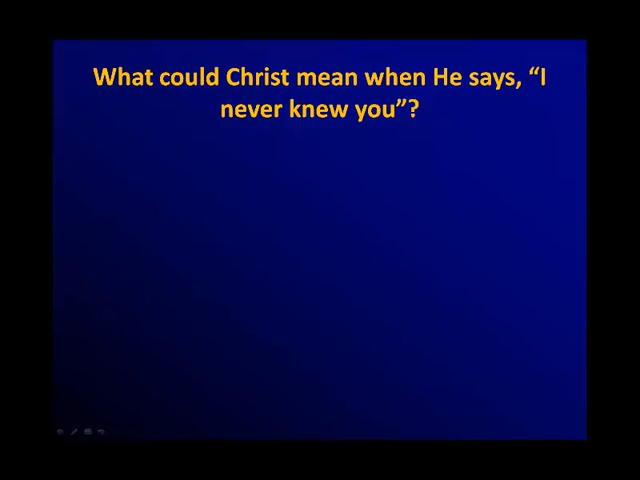 What could Christ mean when He says, “I
never knew you”?